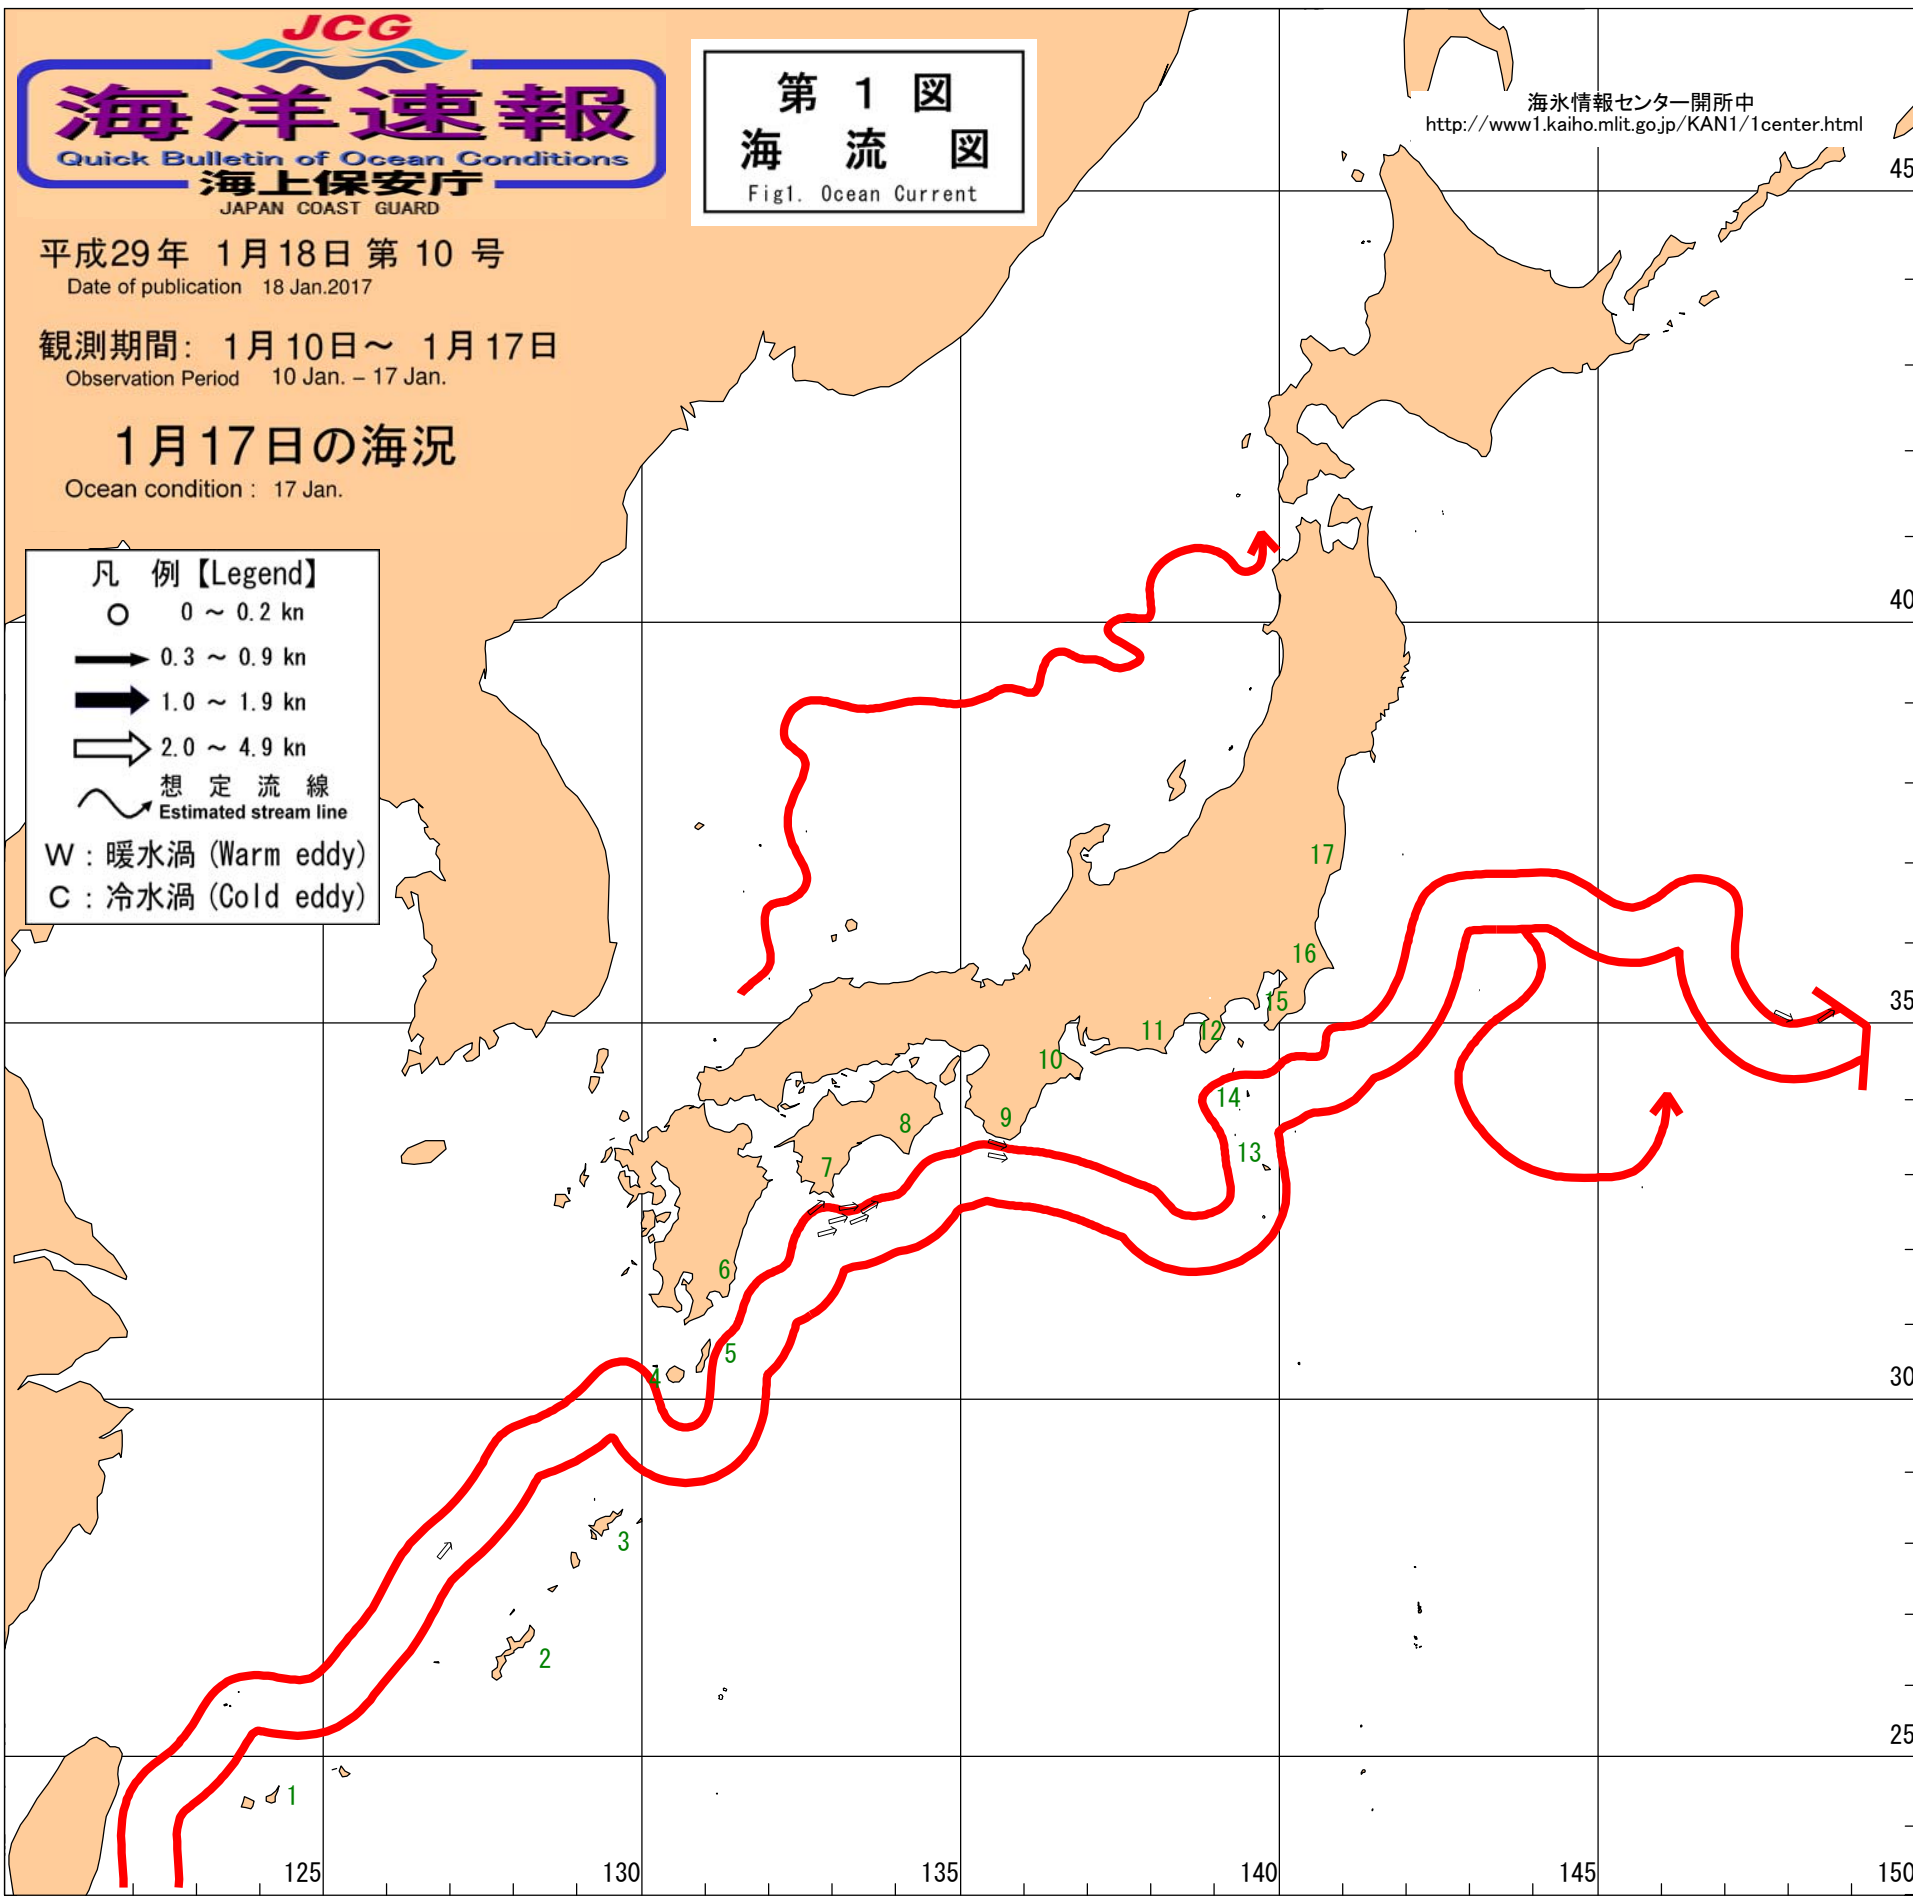 JCG
海洋速報
Quick Bulletin of Ocean Conditions
海上保安庁
JAPAN COAST GUARD
第 1 図
海 流 図
Fig1. Ocean Current
海氷情報センター開所中
http://www1.kaiho.mlit.go.jp/KAN1/1center.html
平成29年 1月18日 第 10 号
Date of publication 18 Jan.2017
観測期間: 1月10日～ 1月17日
Observation Period 10 Jan. – 17 Jan.
1月17日の海況
Ocean condition : 17 Jan.
凡 例【Legend】
0 ～ 0.2 kn
0.3 ～ 0.9 kn
1.0 ～ 1.9 kn
2.0 ～ 4.9 kn
想 定 流 線
Estimated stream line
W : 暖水渦 (Warm eddy)
C : 冷水渦 (Cold eddy)
45
40
17
16
35
15
11
12
10
14
9
8
13
7
6
5
4
30
3
2
25
1
125
130
135
140
145
150